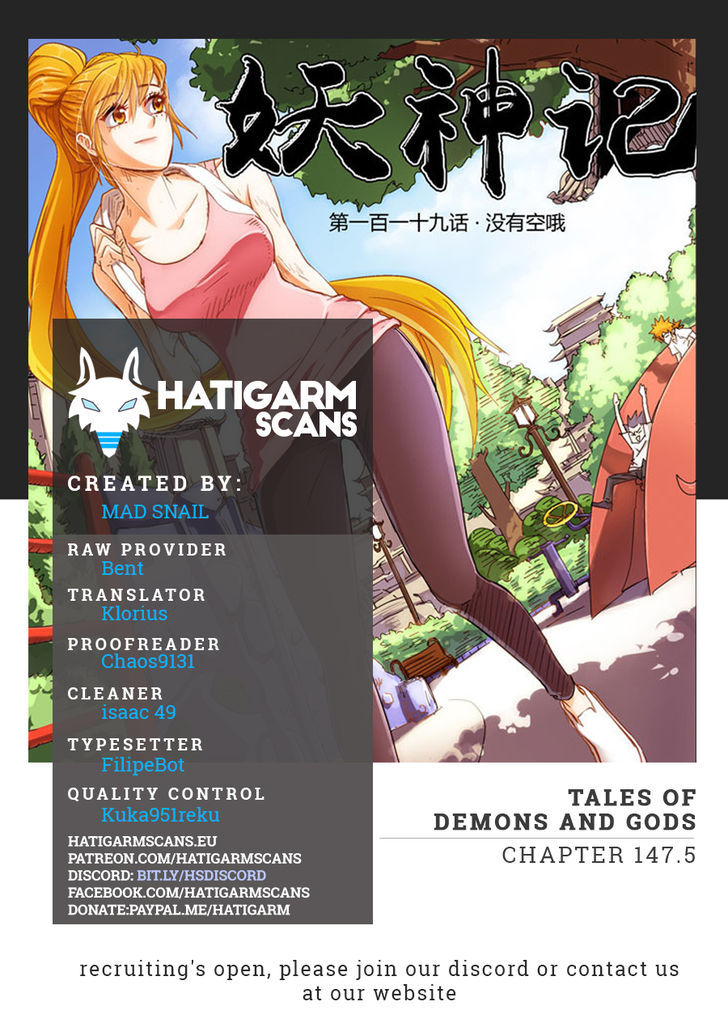 妖神记
第一百一十九话 · 没有空哦
HATIGARM
SCANS
CREATED BY:
MAD SNAIL
RAW PROVIDER
Bent
TRANSLATOR
Klorius
PROOFREADER
Chaos9131
CLEANER
isaac 49
TYPESETTER
FilipeBot
QUALITY CONTROL
Kuka951reku
HATIGARMSCANS.EU
PATREON.COM/HATIGARMSCANS
DISCORD: BIT.LY/HSDISCORD
FACEBOOK.COM/HATIGARMSCANS
DONATE:PAYPAL.ME/HATIGARM
TALES OF
DEMONS AND GODS
CHAPTER 147.5
recruiting's open, please join our discord or contact us
at our website